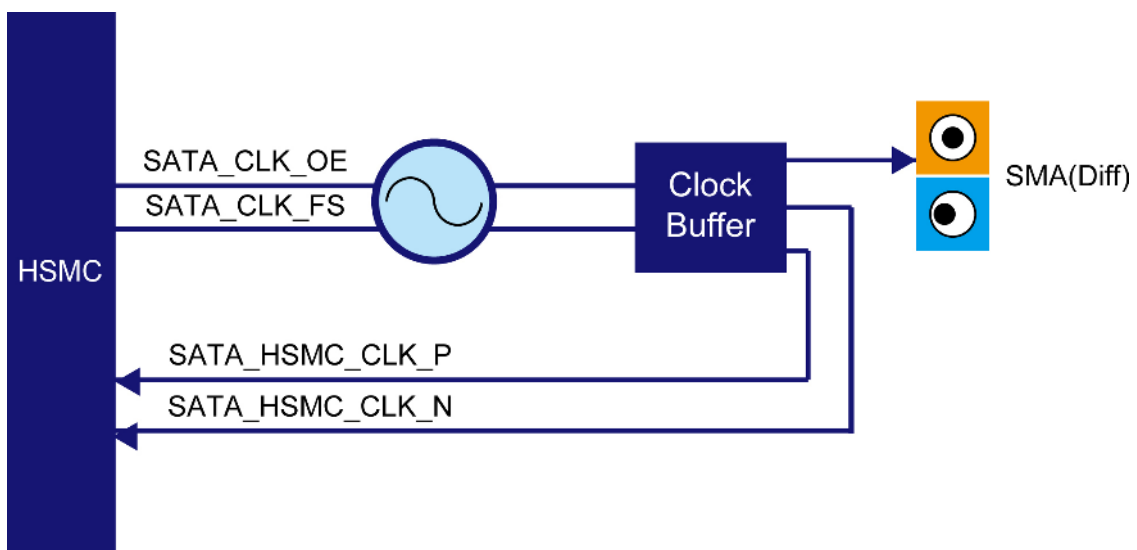 SATA_CLK_OE
SATA_CLK_FS
HSMC
Clock
Buffer
SMA(Diff)
SATA_HSMC_CLK_P
SATA_HSMC_CLK_N